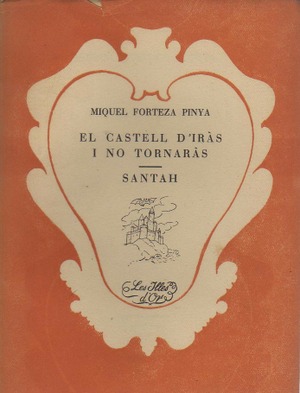 MIQUEL FORTEZA PINYA
EL CASTELL D'IRÀS
I NO TORNARÀS
SANTAH
Les Illes
d'Or